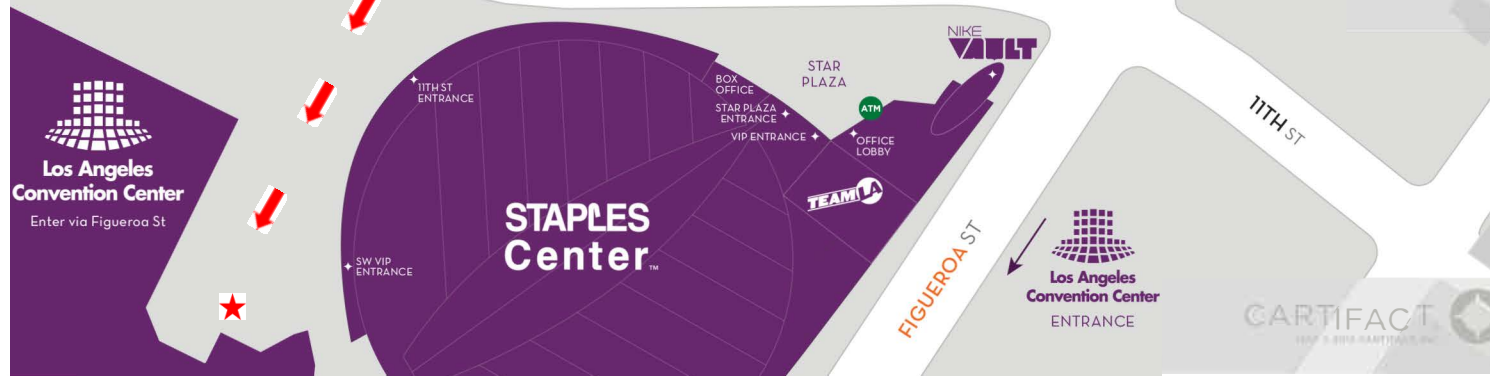 NIKE
VAULT
STAR
PLAZA
11TH ST
ENTRANCE
BOX
OFFICE
STAR PLAZA
ENTRANCE
VIP ENTRANCE
ATM
OFFICE
LOBBY
11TH ST
Los Angeles
Convention Center
Enter via Figueroa St
TEAM LA
STAPLES
Center™
SW VIP
ENTRANCE
FIGUEROA ST
Los Angeles
Convention Center
ENTRANCE
CARTIFACT